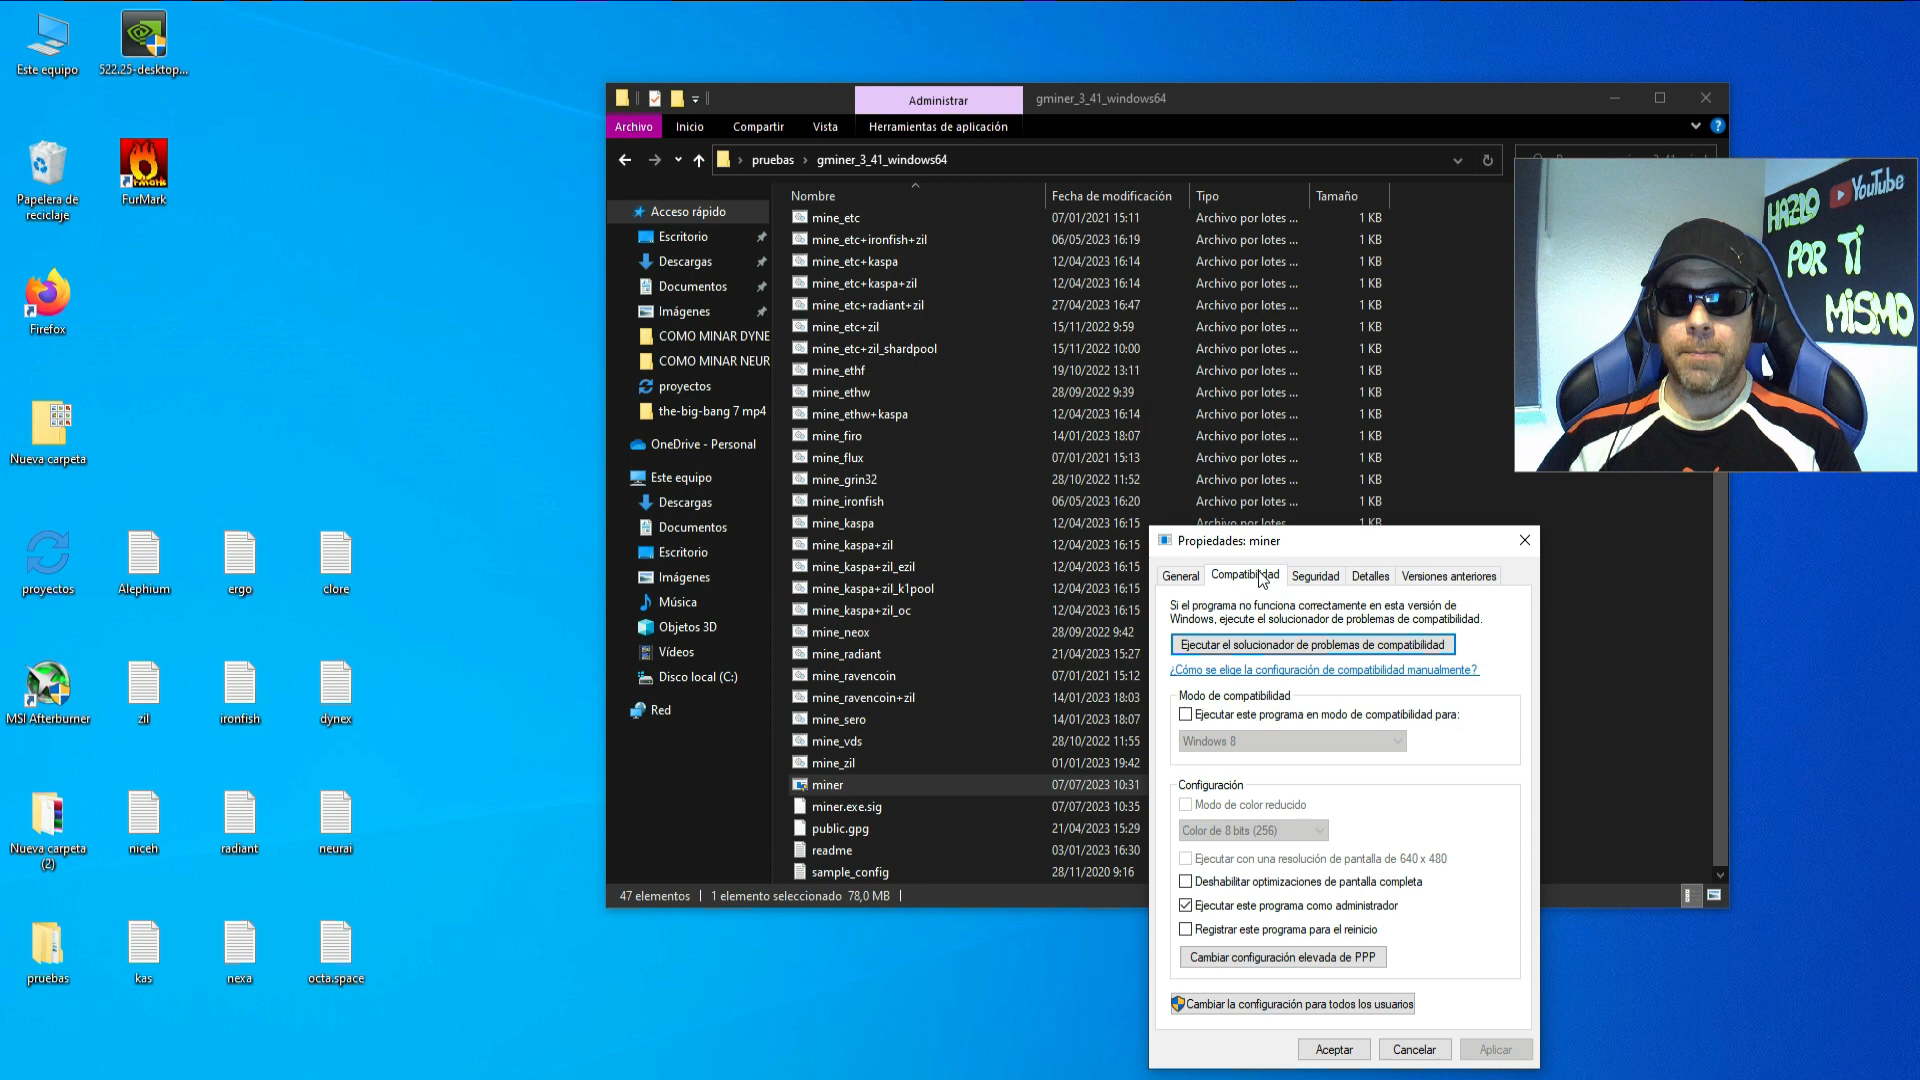 Este equipo
522.25-desktop...
Papelera de
reciclaje
FurMark
Firefox
Nueva carpeta
proyectos
Alephium
ergo
clore
MSI Afterburner
zil
ironfish
dynex
Nueva carpeta
(2)
niceh
radiant
neurai
pruebas
kas
nexa
octa.space
Administrar
gminer_3_41_windows64
Archivo
Inicio
Compartir
Vista
Herramientas de aplicación
pruebas > gminer_3_41_windows64
Nombre
Fecha de modificación
Tipo
Tamaño
Acceso rápido
Escritorio
Descargas
Documentos
Imágenes
COMO MINAR DYNE
COMO MINAR NEUR
proyectos
the-big-bang 7 mp4
OneDrive - Personal
Este equipo
Descargas
Documentos
Escritorio
Imágenes
Música
Objetos 3D
Vídeos
Disco local (C:)
Red
mine_etc 07/01/2021 15:11 Archivo por lotes ... 1 KB
mine_etc+ironfish+zil 06/05/2023 16:19 Archivo por lotes ... 1 KB
mine_etc+kaspa 12/04/2023 16:14 Archivo por lotes ... 1 KB
mine_etc+kaspa+zil 12/04/2023 16:14 Archivo por lotes ... 1 KB
mine_etc+radiant+zil 27/04/2023 16:47 Archivo por lotes ... 1 KB
mine_etc+zil 15/11/2022 9:59 Archivo por lotes ... 1 KB
mine_etc+zil_shardpool 15/11/2022 10:00 Archivo por lotes ... 1 KB
mine_ethf 19/10/2022 13:11 Archivo por lotes ... 1 KB
mine_ethw 28/09/2022 9:39 Archivo por lotes ... 1 KB
mine_ethw+kaspa 12/04/2023 16:14 Archivo por lotes ... 1 KB
mine_firo 14/01/2023 18:07 Archivo por lotes ... 1 KB
mine_flux 07/01/2021 15:13 Archivo por lotes ... 1 KB
mine_grin32 28/10/2022 11:52 Archivo por lotes ... 1 KB
mine_ironfish 06/05/2023 16:20 Archivo por lotes ... 1 KB
mine_kaspa 12/04/2023 16:15 Archivo por lotes 1 KB
mine_kaspa+zil 12/04/2023 16:15
mine_kaspa+zil_ezil 12/04/2023 16:15
mine_kaspa+zil_k1pool 12/04/2023 16:15
mine_kaspa+zil_oc 12/04/2023 16:15
mine_neox 28/09/2022 9:42
mine_radiant 21/04/2023 15:27
mine_ravencoin 07/01/2021 15:12
mine_ravencoin+zil 14/01/2023 18:03
mine_sero 14/01/2023 18:07
mine_vds 28/10/2022 11:55
mine_zil 01/01/2023 19:42
miner 07/07/2023 10:31
miner.exe.sig 07/07/2023 10:35
public.gpg 21/04/2023 15:29
readme 03/01/2023 16:30
sample_config 28/11/2020 9:16
47 elementos
1 elemento seleccionado 78,0 MB
HAZLO
POR TI
MISMO
YouTube
Propiedades: miner
General
Compatibilidad
Seguridad
Detalles
Versiones anteriores
Si el programa no funciona correctamente en esta versión de
Windows, ejecute el solucionador de problemas de compatibilidad.
Ejecutar el solucionador de problemas de compatibilidad
¿Cómo se elige la configuración de compatibilidad manualmente?
Modo de compatibilidad
Ejecutar este programa en modo de compatibilidad para:
Windows 8
Configuración
Modo de color reducido
Color de 8 bits (256)
Ejecutar con una resolución de pantalla de 640 x 480
Deshabilitar optimizaciones de pantalla completa
Ejecutar este programa como administrador
Registrar este programa para el reinicio
Cambiar configuración elevada de PPP
Cambiar la configuración para todos los usuarios
Aceptar
Cancelar
Aplicar